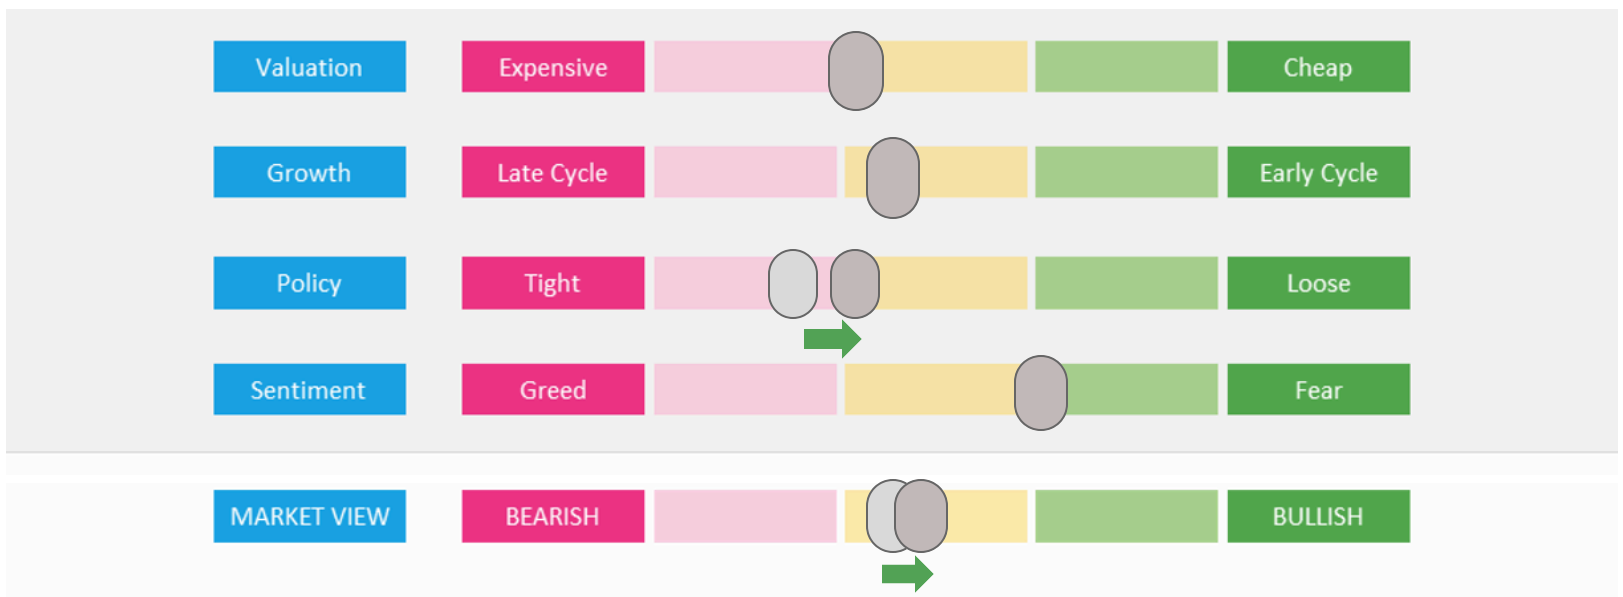 Valuation Expensive Cheap
Growth Late Cycle Early Cycle
Policy Tight Loose
Sentiment Greed Fear
MARKET VIEW BEARISH BULLISH